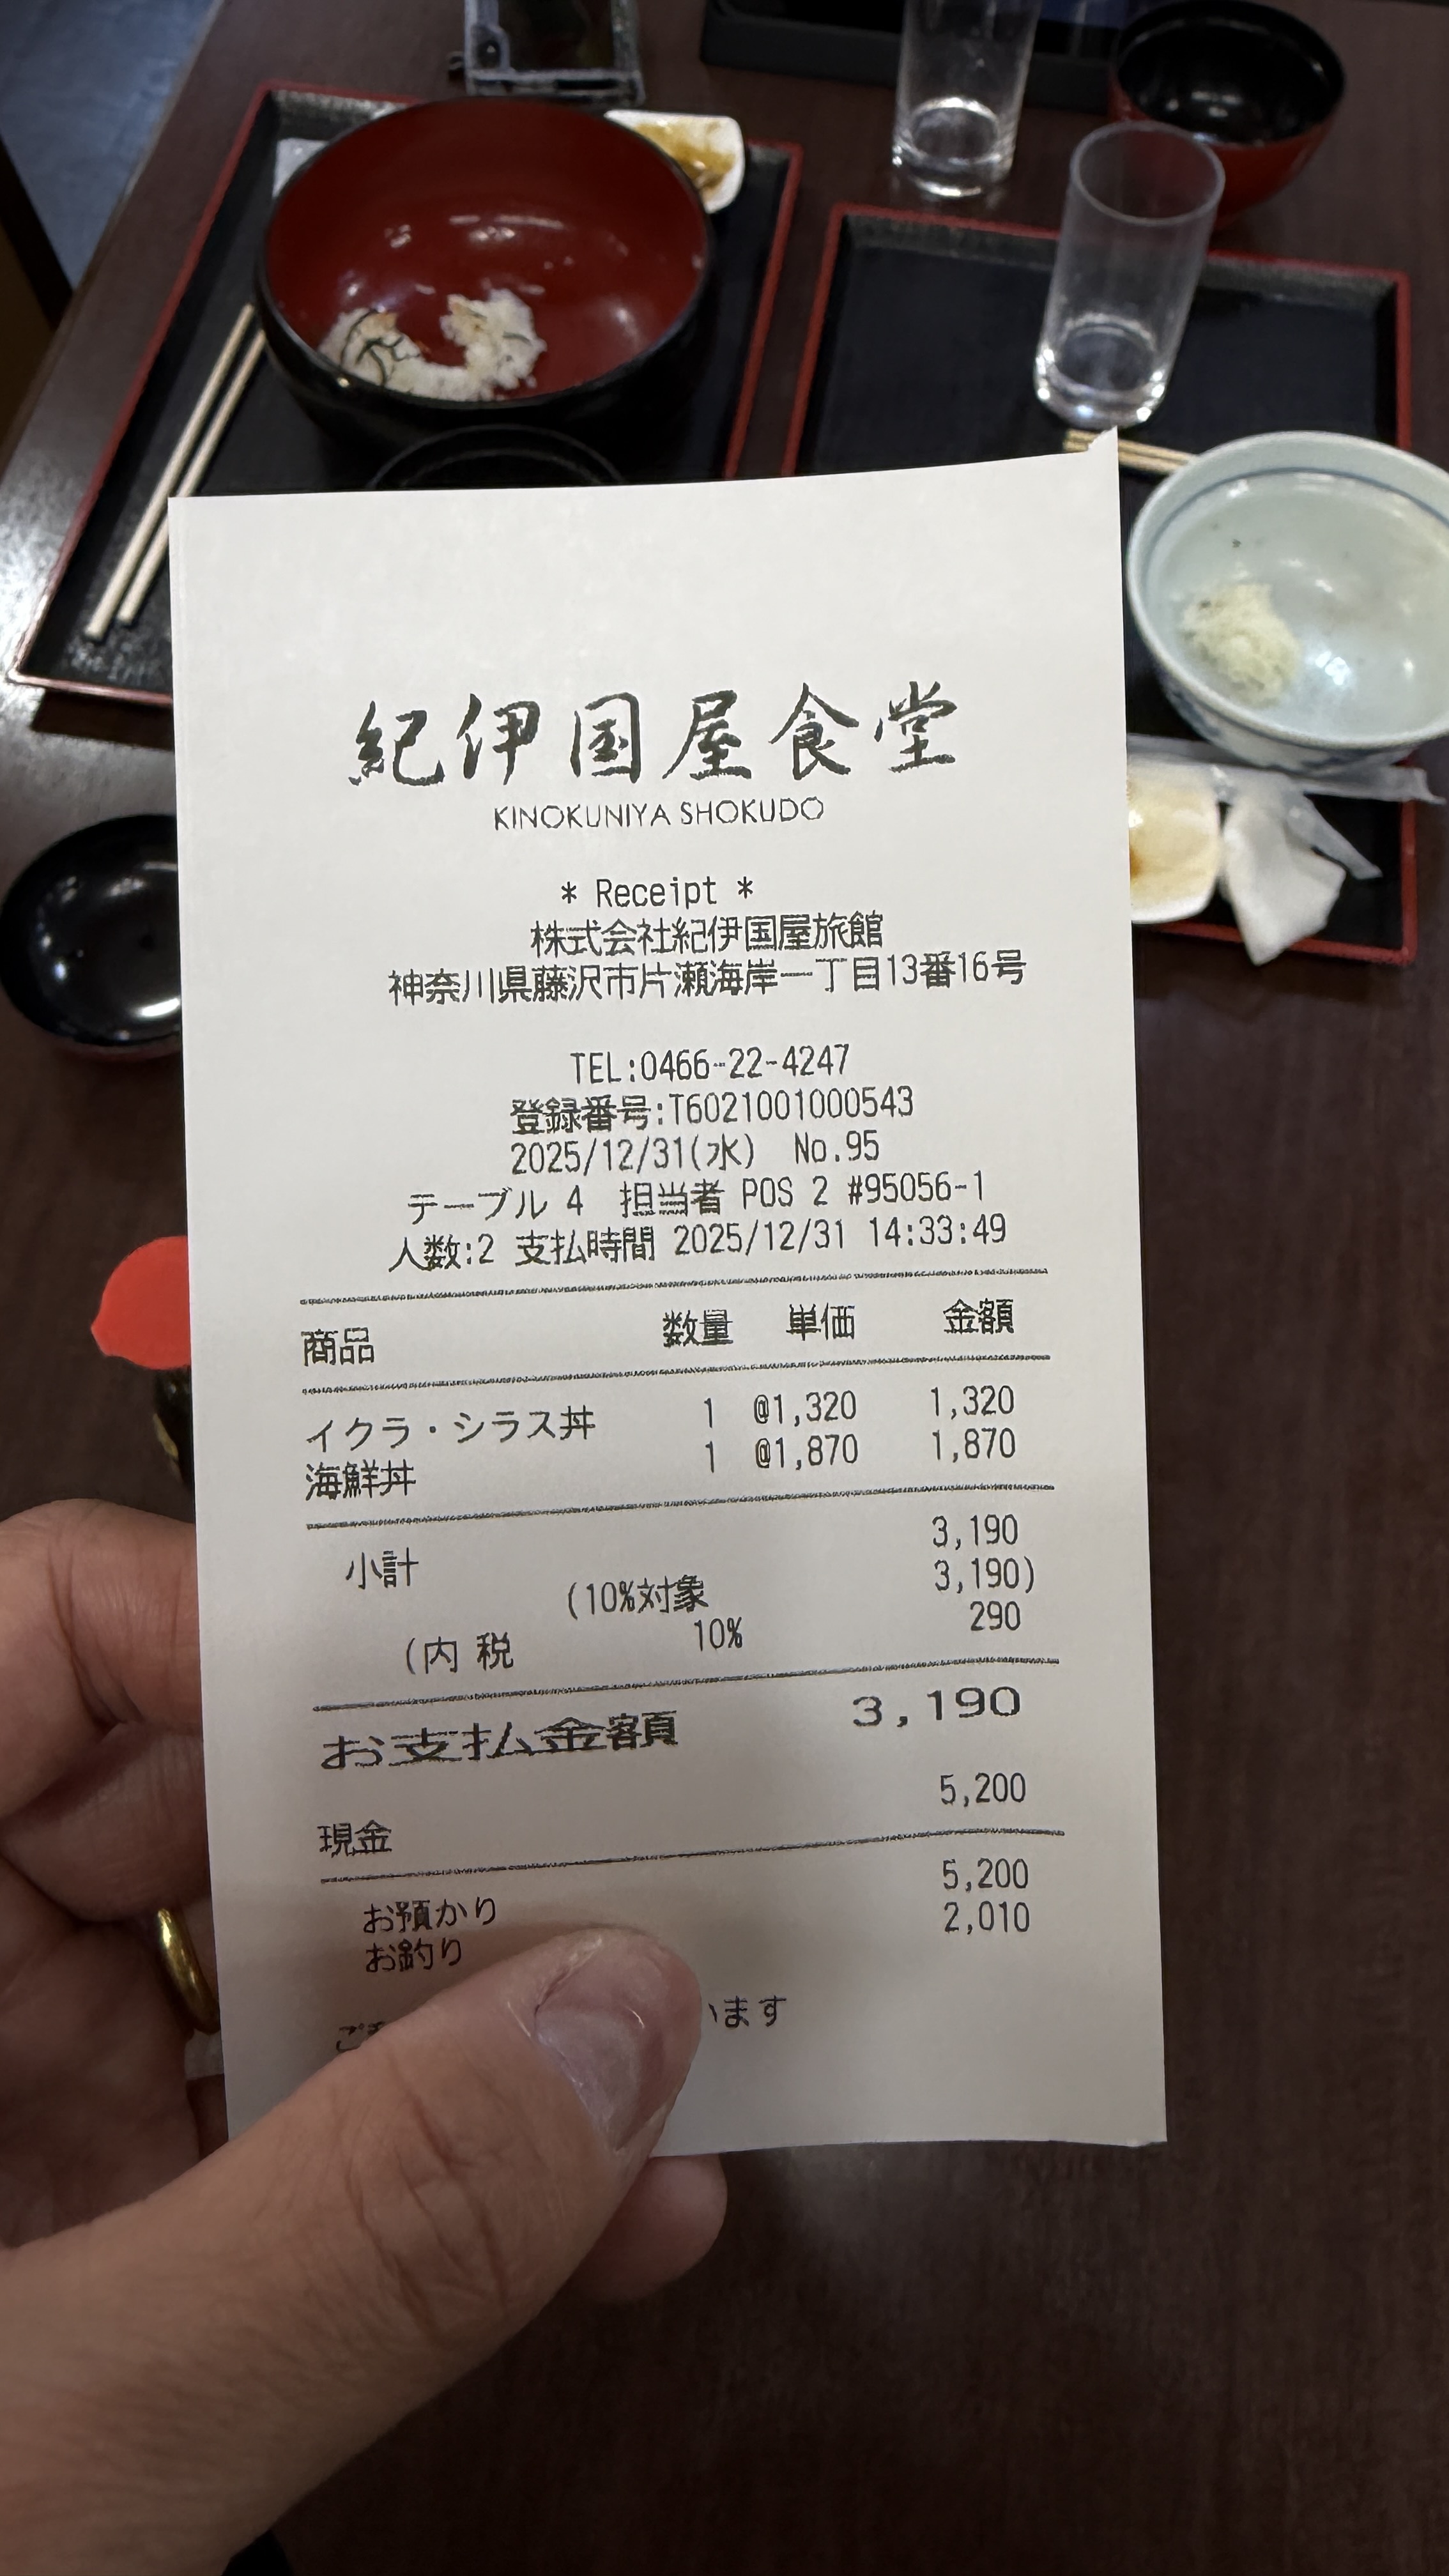 紀伊国屋食堂
KINOKUNIYA SHOKUDO
* Receipt *
株式会社紀伊国屋旅館
神奈川県藤沢市片瀬海岸一丁目13番16号
TEL:0466-22-4247
登録番号:T6021001000543
2025/12/31(水) No.95
テーブル 4 担当者 POS 2 #95056-1
人数:2 支払時間 2025/12/31 14:33:49
商品 数量 単価 金額
イクラ・シラス丼 1 @1,320 1,320
海鮮丼 1 @1,870 1,870
小計 3,190
(10%対象 3,190)
(内 税 10% 290
お支払金額 3,190
現金 5,200
お預かり 5,200
お釣り 2,010
います